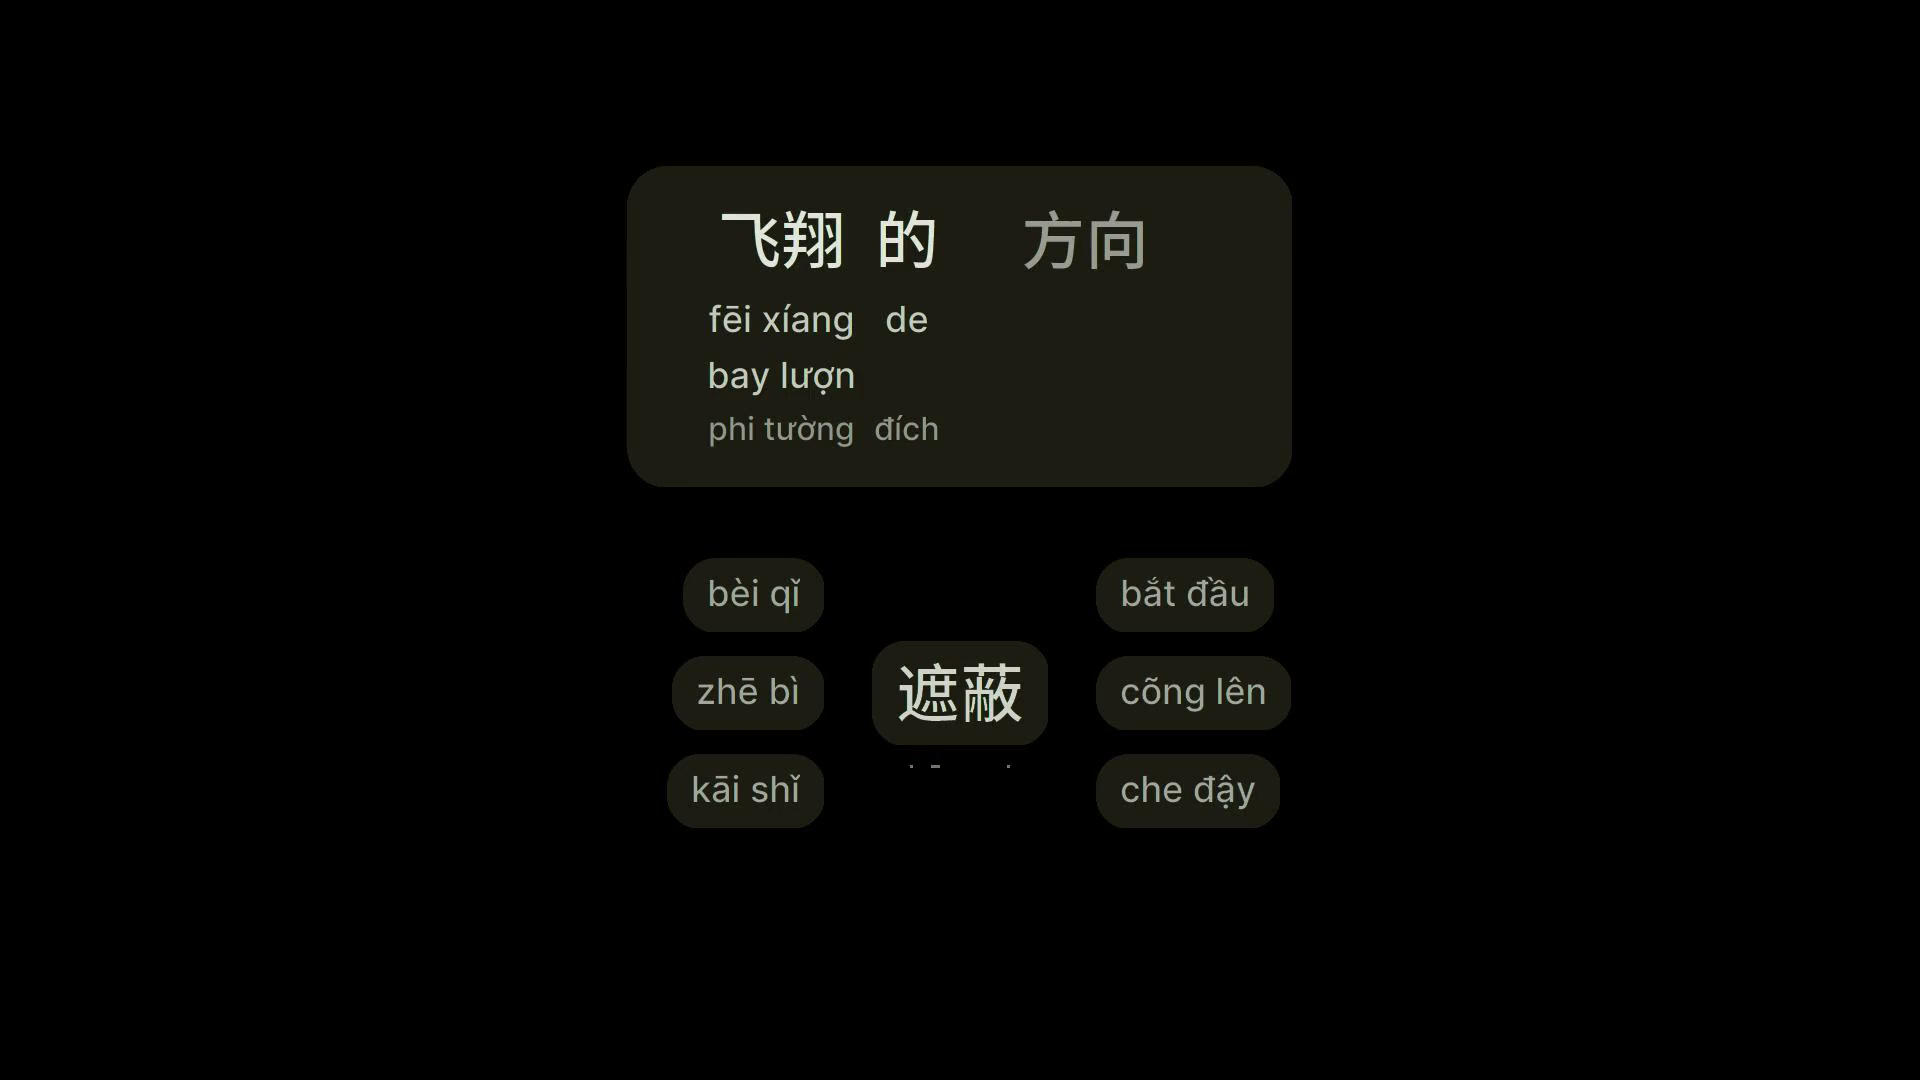 飞翔 的 方向
fēi xíang de
bay lượn
phi tường đích
bèi qǐ
zhē bì
kāi shǐ
遮蔽
bắt đầu
cõng lên
che đậy